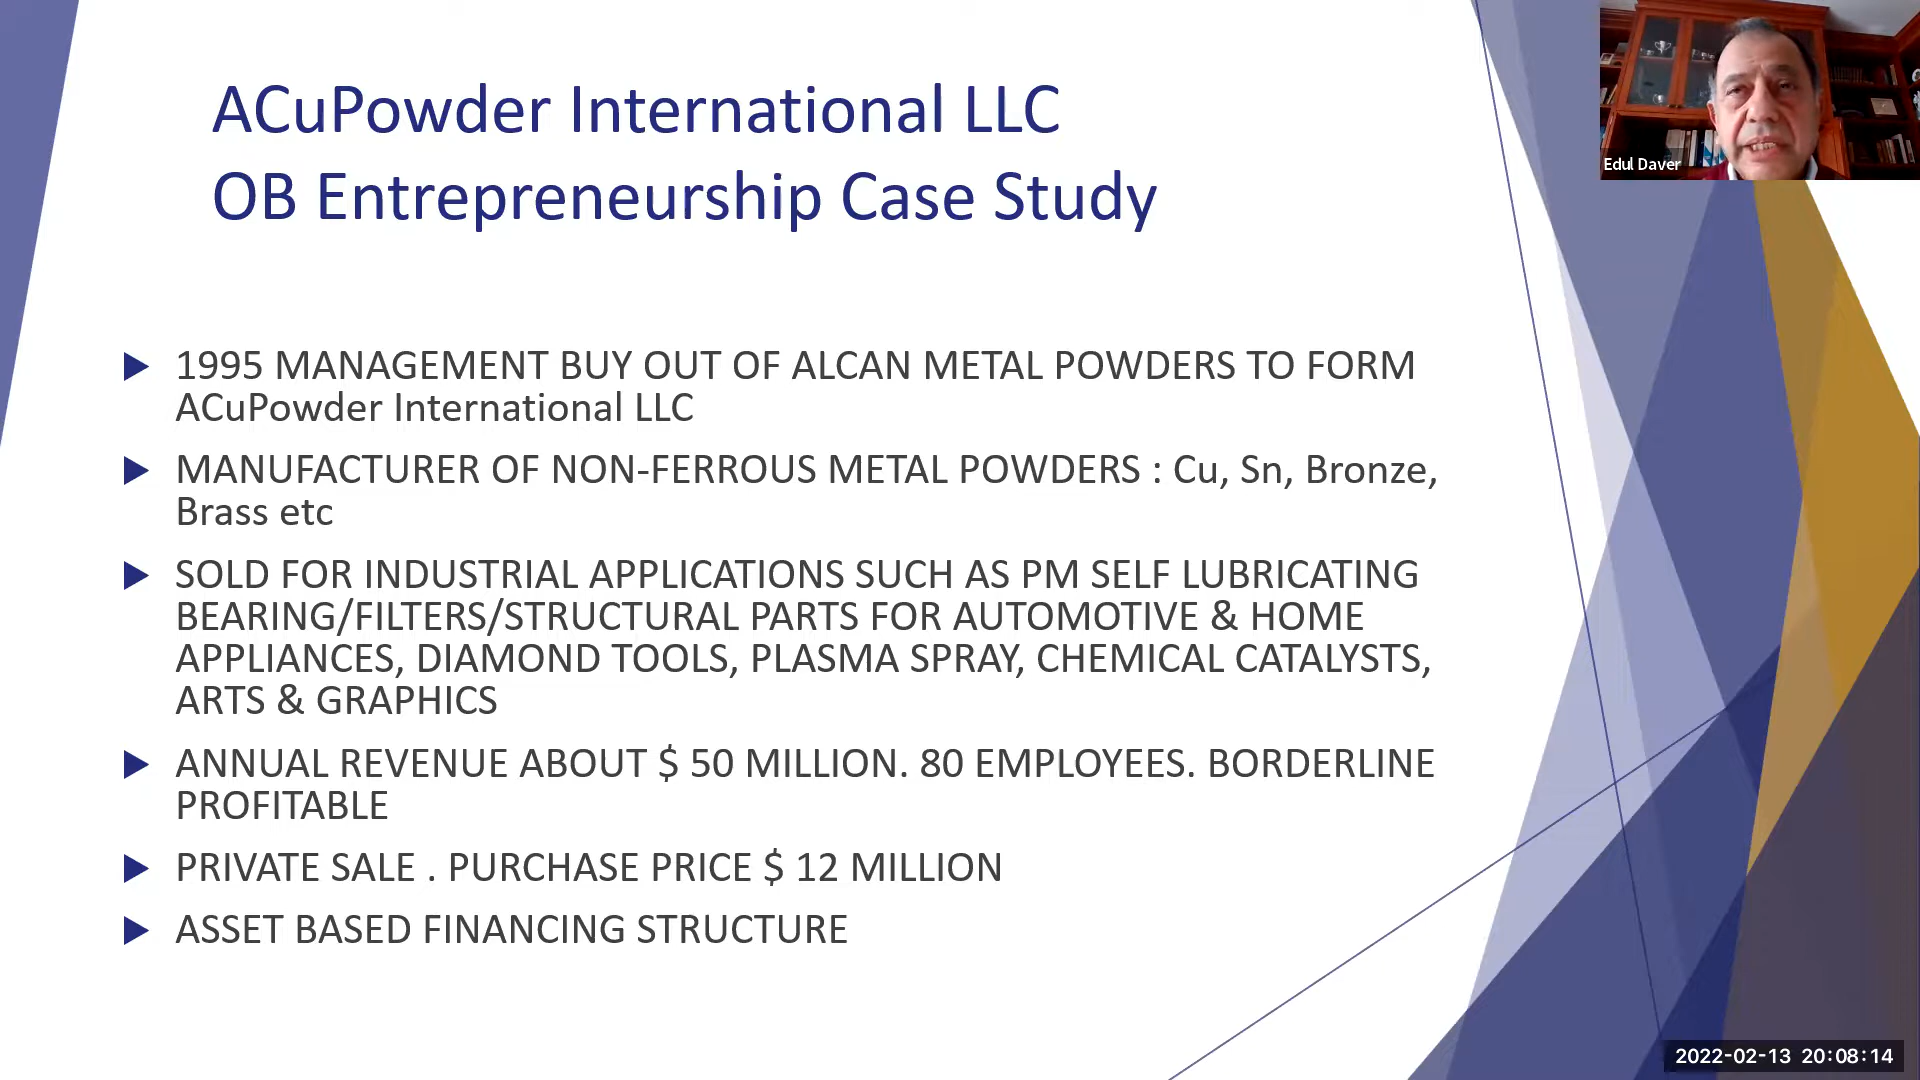 ACuPowder International LLC
OB Entrepreneurship Case Study
Edul Daver
1995 MANAGEMENT BUY OUT OF ALCAN METAL POWDERS TO FORM
ACuPowder International LLC
MANUFACTURER OF NON-FERROUS METAL POWDERS : Cu, Sn, Bronze,
Brass etc
SOLD FOR INDUSTRIAL APPLICATIONS SUCH AS PM SELF LUBRICATING
BEARING/FILTERS/STRUCTURAL PARTS FOR AUTOMOTIVE & HOME
APPLIANCES, DIAMOND TOOLS, PLASMA SPRAY, CHEMICAL CATALYSTS,
ARTS & GRAPHICS
ANNUAL REVENUE ABOUT $ 50 MILLION. 80 EMPLOYEES. BORDERLINE
PROFITABLE
PRIVATE SALE . PURCHASE PRICE $ 12 MILLION
ASSET BASED FINANCING STRUCTURE
2022-02-13 20:08:14